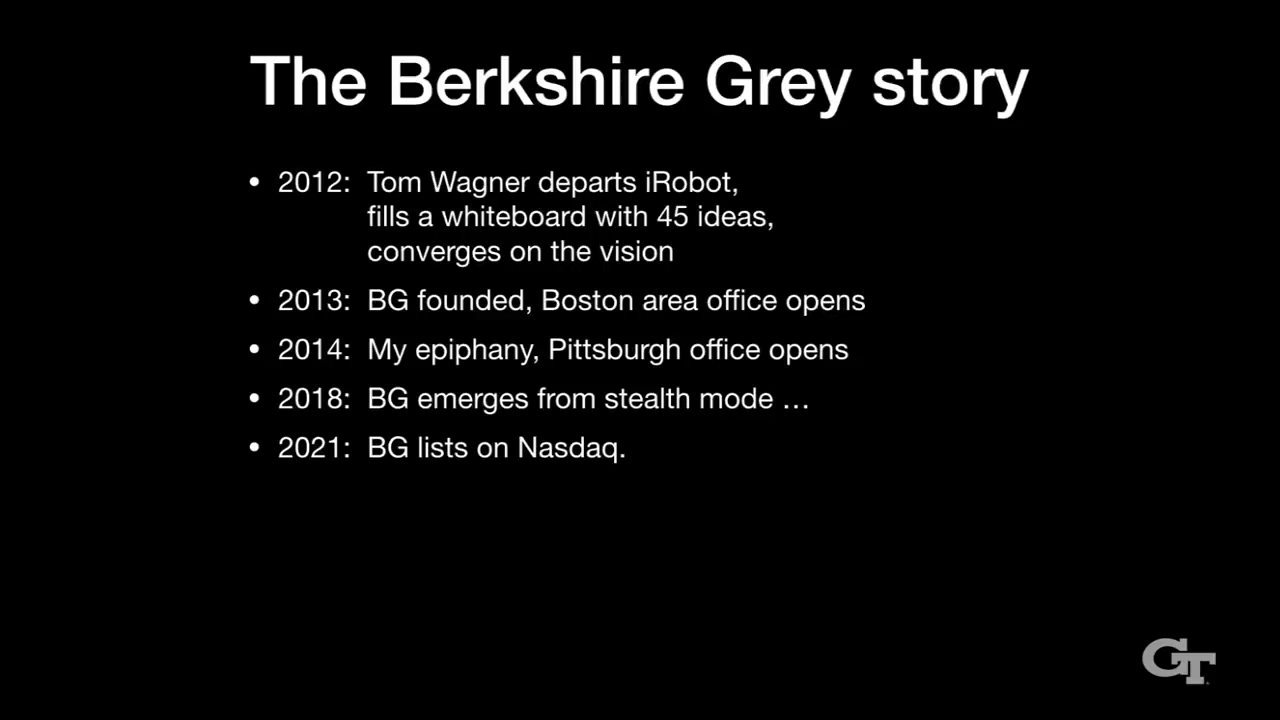 The Berkshire Grey story
• 2012: Tom Wagner departs iRobot,
fills a whiteboard with 45 ideas,
converges on the vision
• 2013: BG founded, Boston area office opens
• 2014: My epiphany, Pittsburgh office opens
• 2018: BG emerges from stealth mode …
• 2021: BG lists on Nasdaq.
GT